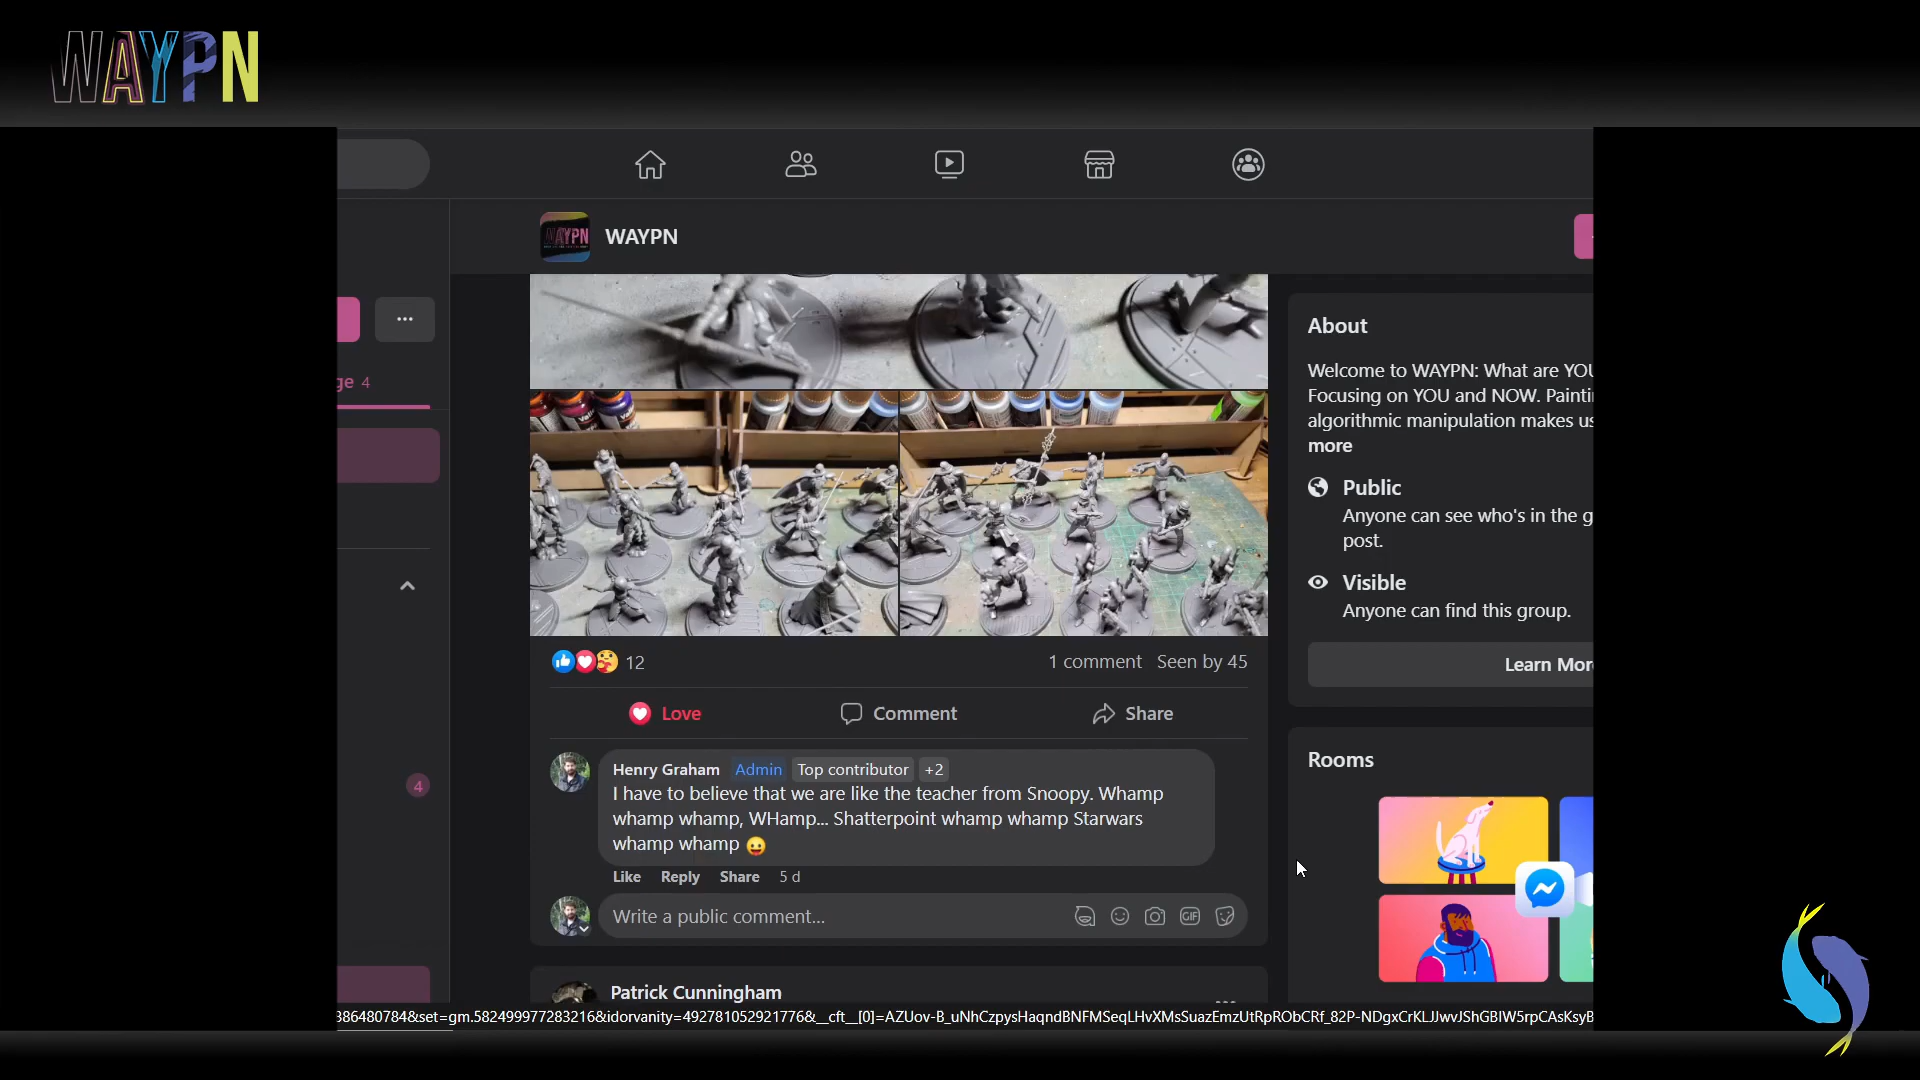 WAYPN
WAYPN
ge 4
About
Welcome to WAYPN: What are YOU
Focusing on YOU and NOW. Painti
algorithmic manipulation makes us
more
Public
Anyone can see who's in the g
post.
Visible
Anyone can find this group.
Learn More
12
1 comment Seen by 45
Love
Comment
Share
Henry Graham Admin Top contributor +2
I have to believe that we are like the teacher from Snoopy. Whamp
whamp whamp, WHamp... Shatterpoint whamp whamp Starwars
whamp whamp 😛
Like Reply Share 5 d
Write a public comment...
GIF
4
Rooms
Patrick Cunningham
386480784&set=gm.582499977283216&idorvanity=492781052921776&__cft__[0]=AZUov-B_uNhCzpysHaqndBNFMSeqLHvXMsSuazEmzUtRpRObCRf_82P-NDgxCrKLJJwvJShGBIW5rpCAsKsyB